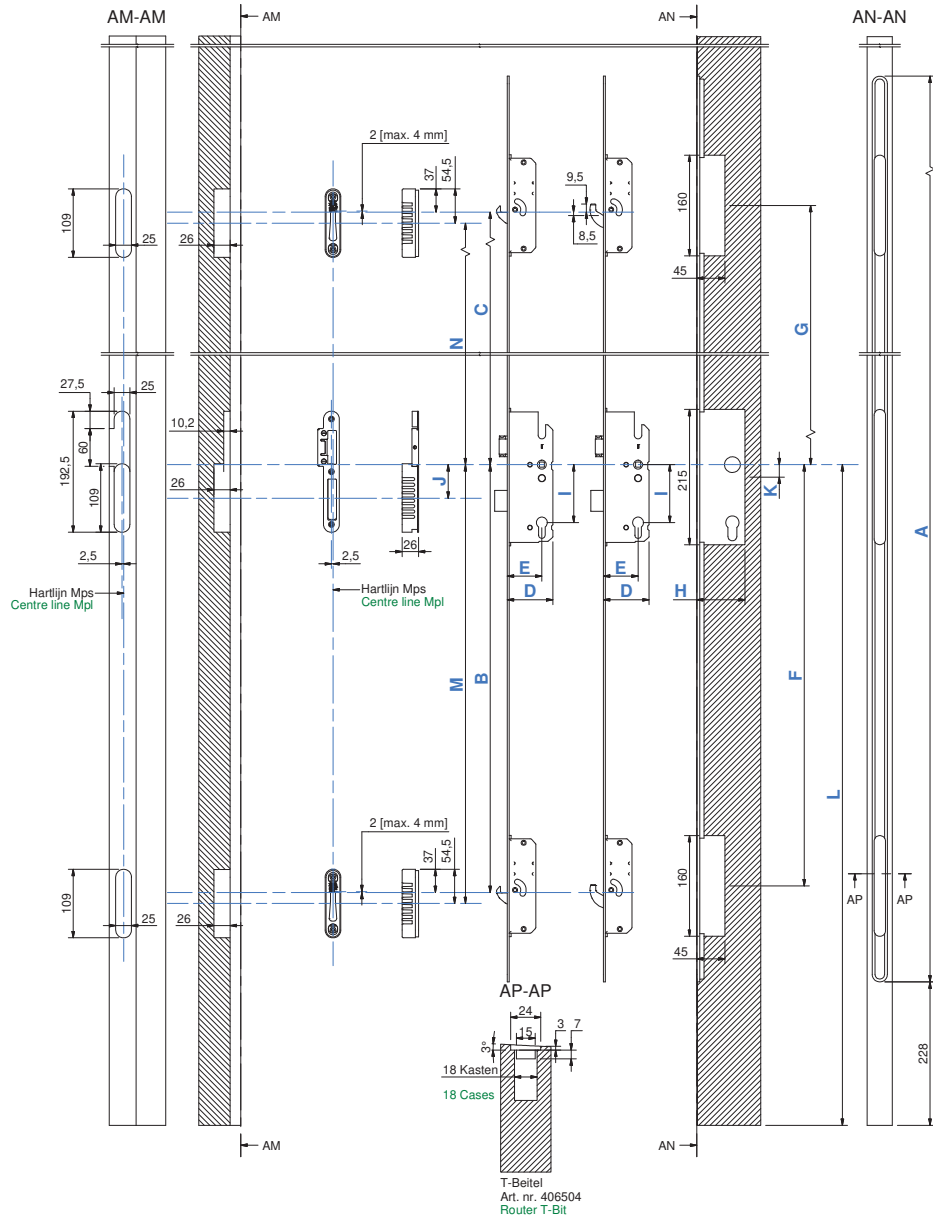 AM-AM
AM
AN
AN-AN
2 [max. 4 mm]
37
54,5
9,5
8,5
160
109
25
26
45
C
N
G
27,5
25
10,2
60
192,5
109
26
J
26
I
I
215
K
A
2,5
2,5
E
E
D
D
H
Hartlijn Mps
Centre line Mpl
Hartlijn Mps
Centre line Mpl
M
B
F
L
2 [max. 4 mm]
37
54,5
160
109
25
26
45
AP
AP
AP-AP
24
15
3
7
3°
18 Kasten
18 Cases
228
AM
AN
T-Beitel
Art. nr. 406504
Router T-Bit